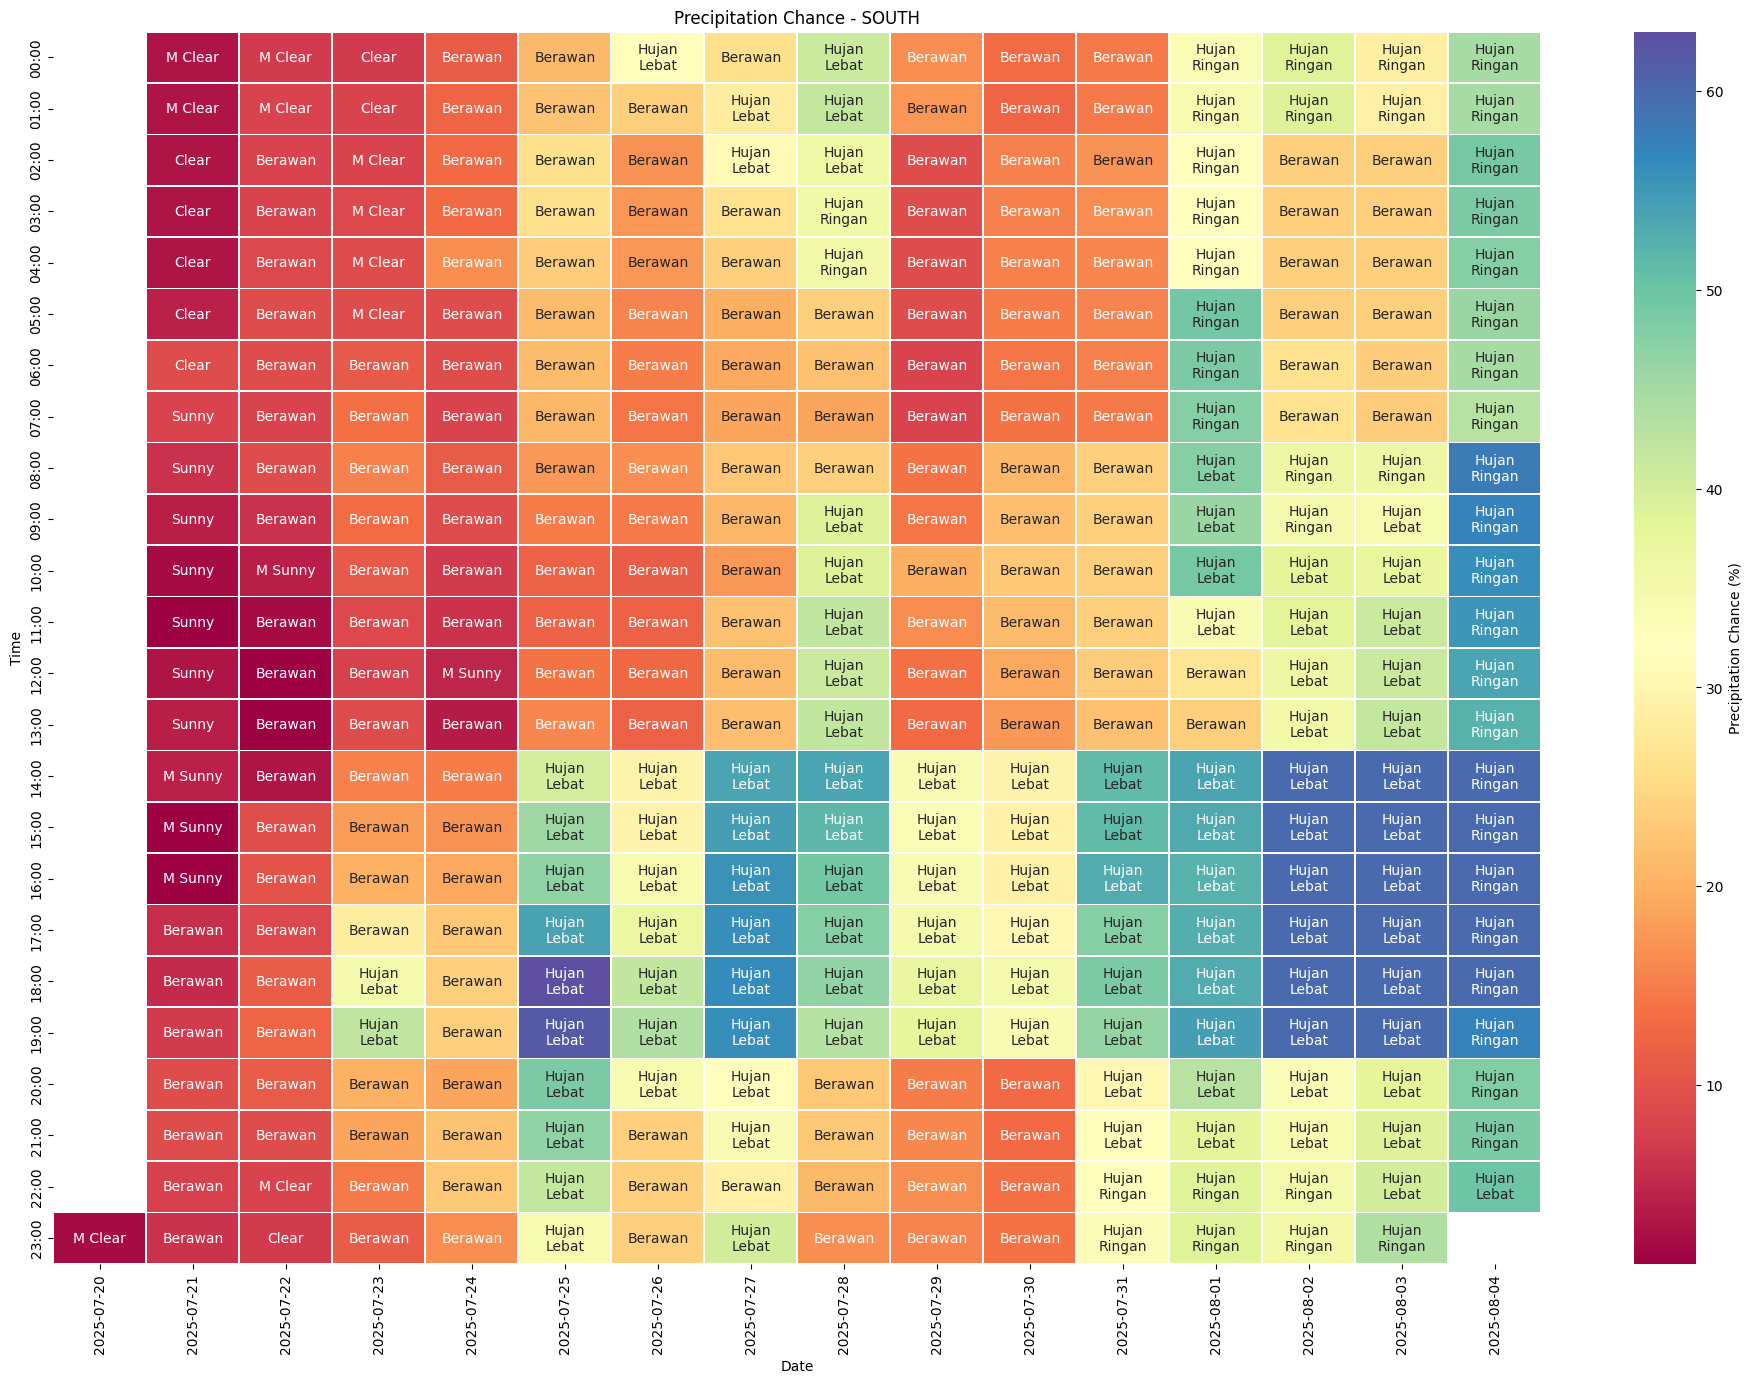 Precipitation Chance - SOUTH
00:00 M Clear M Clear Clear Berawan Berawan Hujan Lebat Berawan Hujan Lebat Berawan Berawan Berawan Hujan Ringan Hujan Ringan Hujan Ringan Hujan Ringan
01:00 M Clear M Clear Clear Berawan Berawan Berawan Hujan Lebat Hujan Lebat Berawan Berawan Berawan Hujan Ringan Hujan Ringan Hujan Ringan Hujan Ringan
02:00 Clear Berawan M Clear Berawan Berawan Berawan Hujan Lebat Hujan Lebat Berawan Berawan Berawan Hujan Ringan Berawan Berawan Hujan Ringan
03:00 Clear Berawan M Clear Berawan Berawan Berawan Berawan Hujan Ringan Berawan Berawan Berawan Hujan Ringan Berawan Berawan Hujan Ringan
04:00 Clear Berawan M Clear Berawan Berawan Berawan Berawan Hujan Ringan Berawan Berawan Berawan Hujan Ringan Berawan Berawan Hujan Ringan
05:00 Clear Berawan M Clear Berawan Berawan Berawan Berawan Berawan Berawan Berawan Berawan Hujan Ringan Berawan Berawan Hujan Ringan
06:00 Clear Berawan Berawan Berawan Berawan Berawan Berawan Berawan Berawan Berawan Berawan Hujan Ringan Berawan Berawan Hujan Ringan
07:00 Sunny Berawan Berawan Berawan Berawan Berawan Berawan Berawan Berawan Berawan Berawan Hujan Ringan Berawan Berawan Hujan Ringan
08:00 Sunny Berawan Berawan Berawan Berawan Berawan Berawan Berawan Berawan Berawan Berawan Hujan Lebat Hujan Ringan Hujan Ringan Hujan Ringan
09:00 Sunny Berawan Berawan Berawan Berawan Berawan Berawan Hujan Lebat Berawan Berawan Berawan Hujan Lebat Hujan Ringan Hujan Lebat Hujan Ringan
10:00 Sunny M Sunny Berawan Berawan Berawan Berawan Berawan Hujan Lebat Berawan Berawan Berawan Hujan Lebat Hujan Lebat Hujan Lebat Hujan Ringan
11:00 Sunny Berawan Berawan Berawan Berawan Berawan Berawan Hujan Lebat Berawan Berawan Berawan Hujan Lebat Hujan Lebat Hujan Lebat Hujan Ringan
12:00 Sunny Berawan Berawan M Sunny Berawan Berawan Berawan Hujan Lebat Berawan Berawan Berawan Berawan Hujan Lebat Hujan Lebat Hujan Ringan
13:00 Sunny Berawan Berawan Berawan Berawan Berawan Berawan Hujan Lebat Berawan Berawan Berawan Berawan Hujan Lebat Hujan Lebat Hujan Ringan
14:00 M Sunny Berawan Berawan Berawan Hujan Lebat Hujan Lebat Hujan Lebat Hujan Lebat Hujan Lebat Hujan Lebat Hujan Lebat Hujan Lebat Hujan Lebat Hujan Lebat Hujan Ringan
15:00 M Sunny Berawan Berawan Berawan Hujan Lebat Hujan Lebat Hujan Lebat Hujan Lebat Hujan Lebat Hujan Lebat Hujan Lebat Hujan Lebat Hujan Lebat Hujan Lebat Hujan Ringan
16:00 M Sunny Berawan Berawan Berawan Hujan Lebat Hujan Lebat Hujan Lebat Hujan Lebat Hujan Lebat Hujan Lebat Hujan Lebat Hujan Lebat Hujan Lebat Hujan Lebat Hujan Ringan
17:00 Berawan Berawan Berawan Berawan Hujan Lebat Hujan Lebat Hujan Lebat Hujan Lebat Hujan Lebat Hujan Lebat Hujan Lebat Hujan Lebat Hujan Lebat Hujan Lebat Hujan Ringan
18:00 Berawan Berawan Hujan Lebat Berawan Hujan Lebat Hujan Lebat Hujan Lebat Hujan Lebat Hujan Lebat Hujan Lebat Hujan Lebat Hujan Lebat Hujan Lebat Hujan Lebat Hujan Ringan
19:00 Berawan Berawan Hujan Lebat Berawan Hujan Lebat Hujan Lebat Hujan Lebat Hujan Lebat Hujan Lebat Hujan Lebat Hujan Lebat Hujan Lebat Hujan Lebat Hujan Lebat Hujan Ringan
20:00 Berawan Berawan Berawan Berawan Hujan Lebat Hujan Lebat Hujan Lebat Berawan Berawan Berawan Hujan Lebat Hujan Lebat Hujan Lebat Hujan Lebat Hujan Ringan
21:00 Berawan Berawan Berawan Berawan Hujan Lebat Berawan Hujan Lebat Berawan Berawan Berawan Hujan Lebat Hujan Lebat Hujan Lebat Hujan Lebat Hujan Ringan
22:00 Berawan M Clear Berawan Berawan Hujan Lebat Berawan Berawan Berawan Berawan Berawan Hujan Ringan Hujan Ringan Hujan Ringan Hujan Lebat Hujan Lebat
23:00 M Clear Berawan Clear Berawan Berawan Hujan Lebat Berawan Hujan Lebat Berawan Berawan Berawan Hujan Ringan Hujan Ringan Hujan Ringan Hujan Ringan
Time
2025-07-20 2025-07-21 2025-07-22 2025-07-23 2025-07-24 2025-07-25 2025-07-26 2025-07-27 2025-07-28 2025-07-29 2025-07-30 2025-07-31 2025-08-01 2025-08-02 2025-08-03 2025-08-04
Date
60
50
40
30
20
10
Precipitation Chance (%)